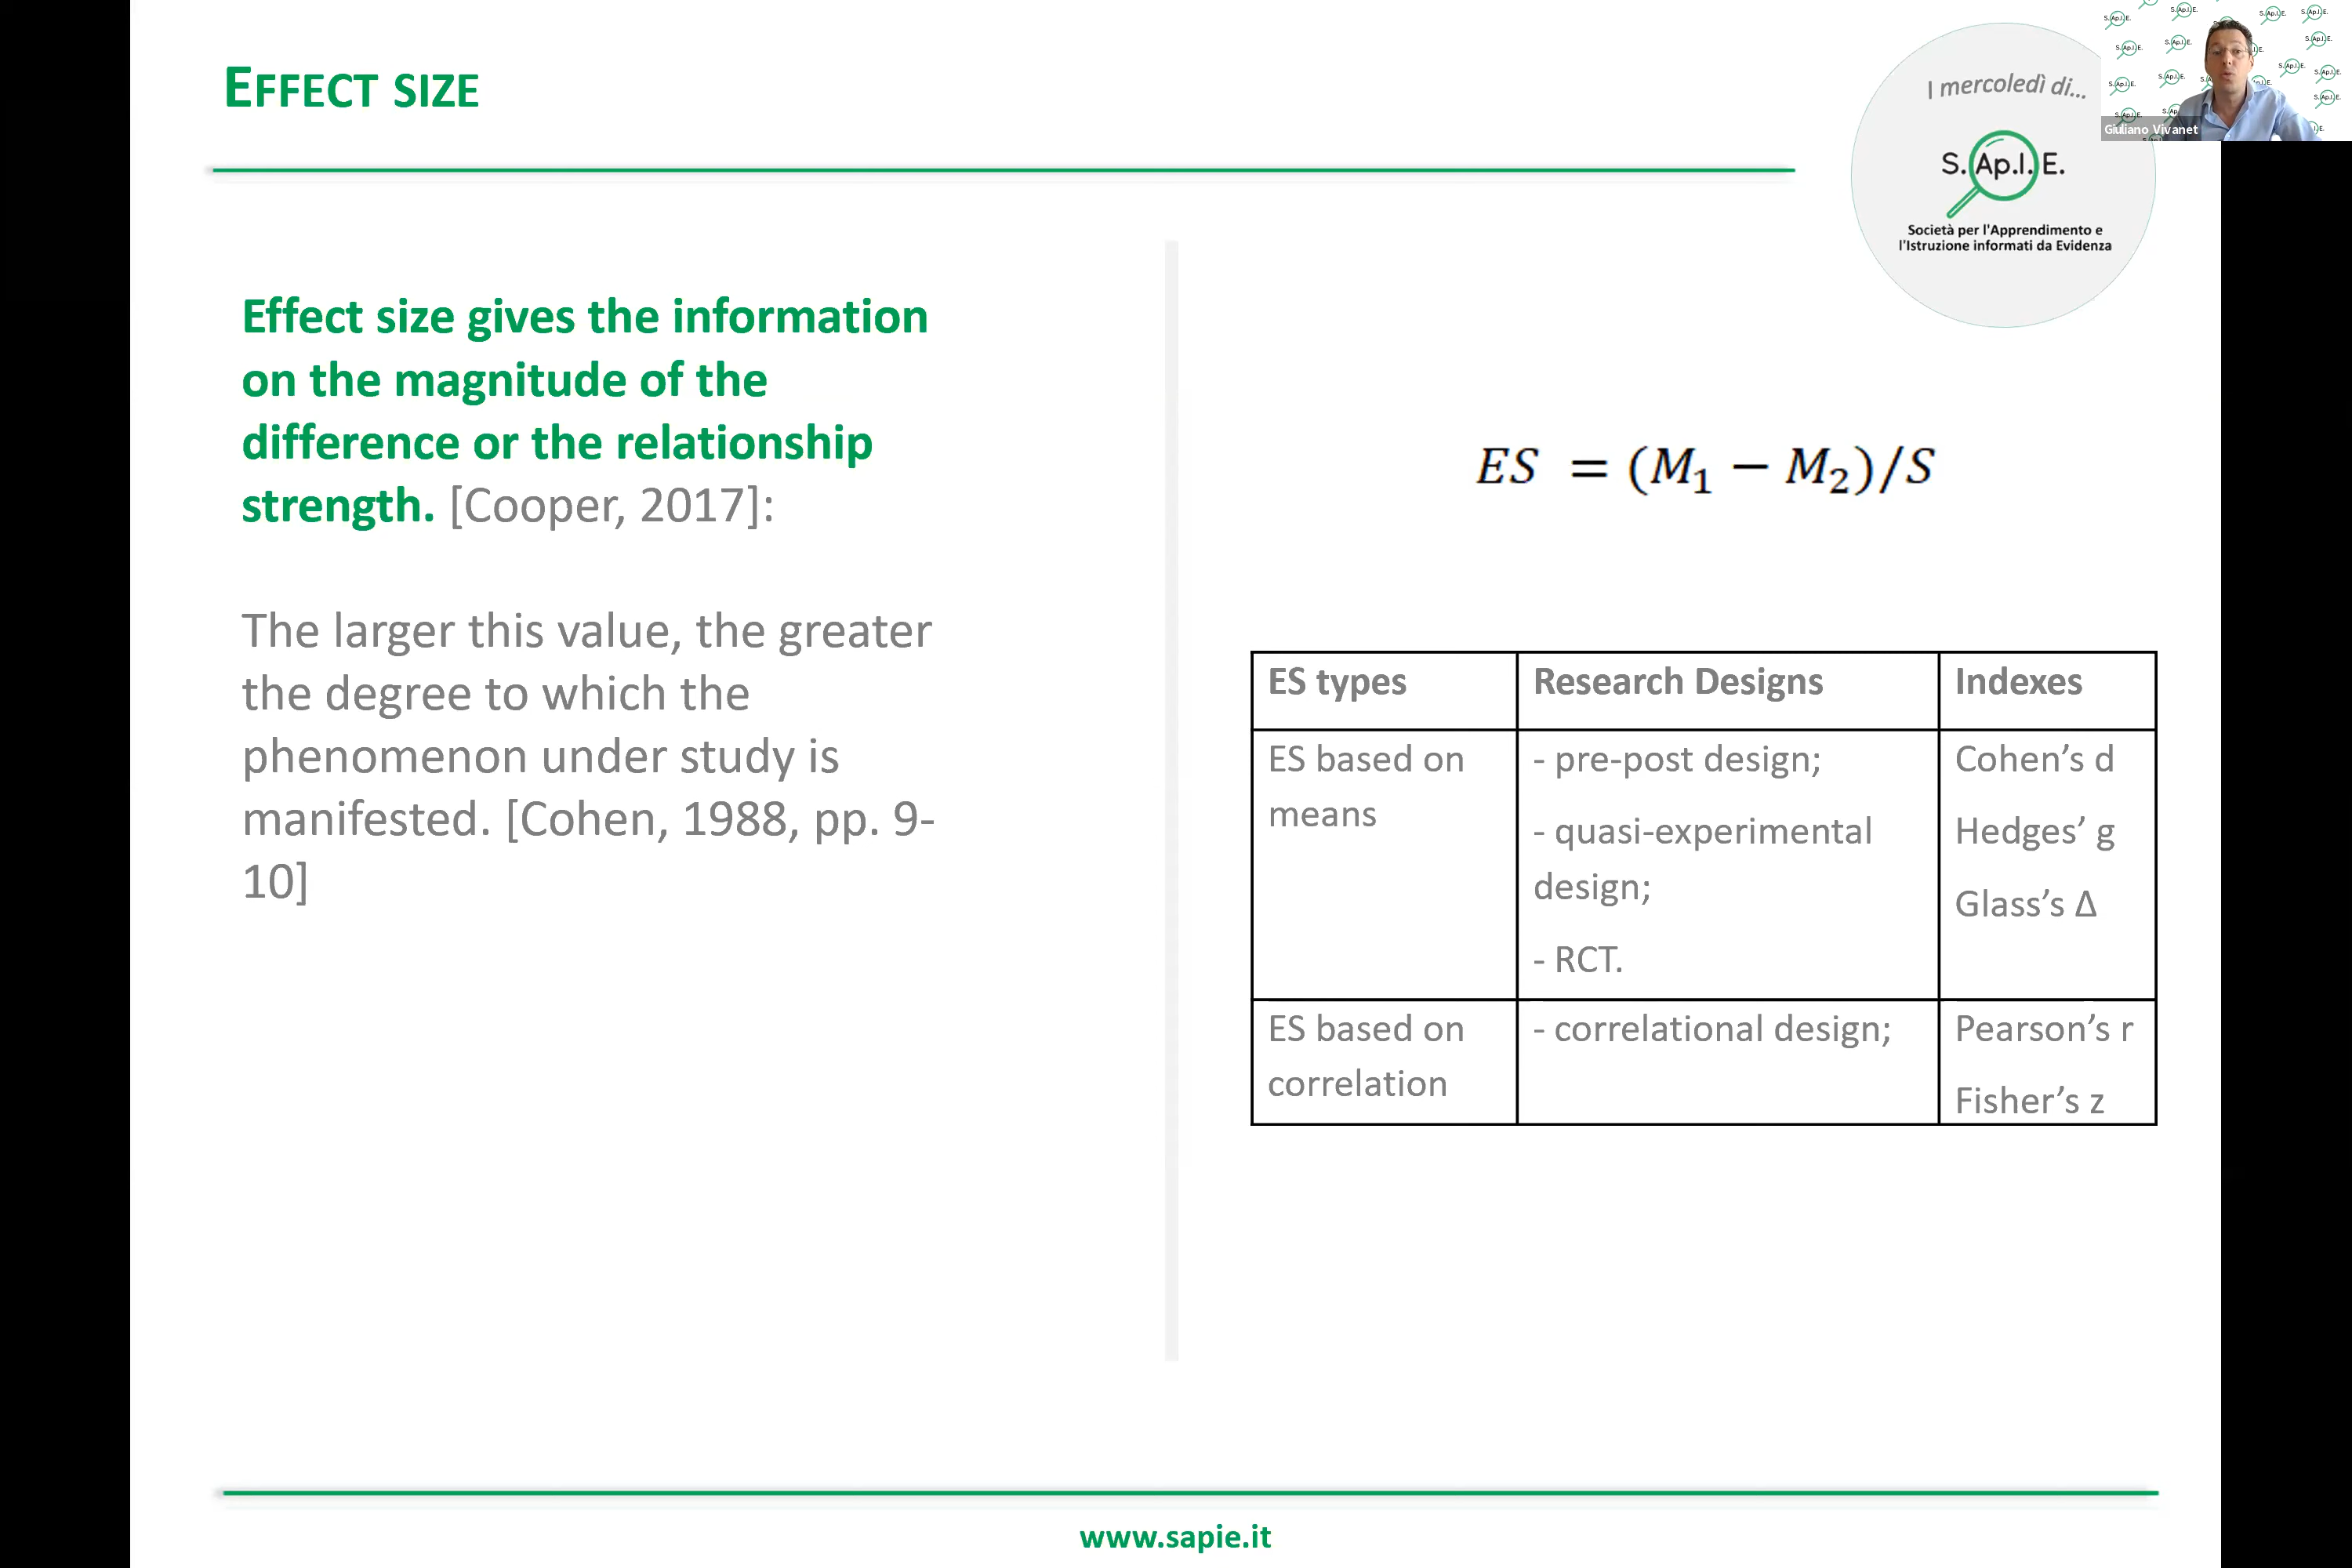 EFFECT SIZE
I mercoledì di...
S.Ap.I.E.
Società per l'Apprendimento e
l'Istruzione informati da Evidenza
Giuliano Vivanet
Effect size gives the information
on the magnitude of the
difference or the relationship
strength. [Cooper, 2017]:
The larger this value, the greater
the degree to which the
phenomenon under study is
manifested. [Cohen, 1988, pp. 9-
10]
ES = (M₁ − M₂)/S
ES types Research Designs Indexes
ES based on
means
- pre-post design;
- quasi-experimental
design;
- RCT.
Cohen’s d
Hedges’ g
Glass’s Δ
ES based on
correlation
- correlational design;
Pearson’s r
Fisher’s z
www.sapie.it